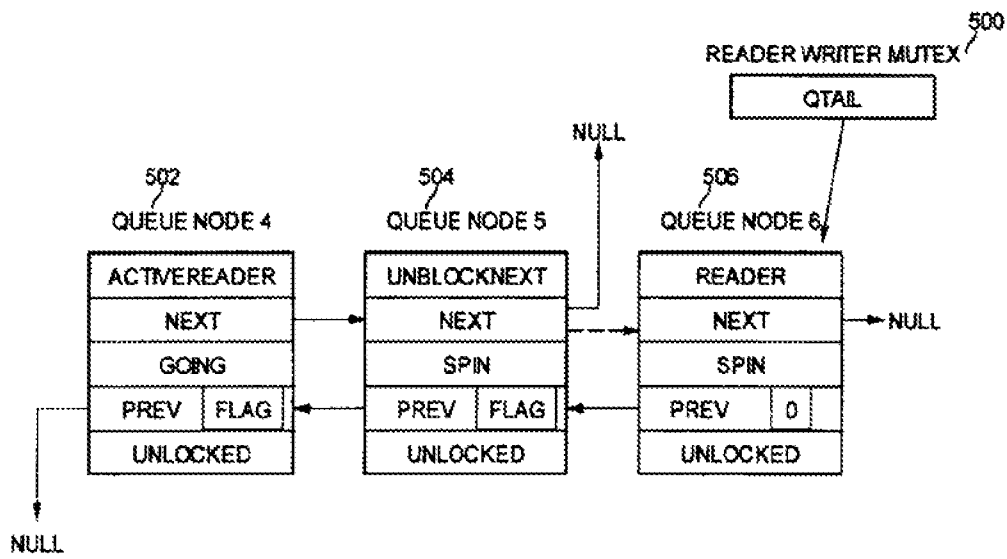 500
READER WRITER MUTEX
QTAIL
NULL
502
504
506
QUEUE NODE 4
QUEUE NODE 5
QUEUE NODE 6
ACTIVEREADER
UNBLOCKNEXT
READER
NEXT
NEXT
NEXT
NULL
GOING
SPIN
SPIN
PREV FLAG
PREV FLAG
PREV 0
UNLOCKED
UNLOCKED
UNLOCKED
NULL